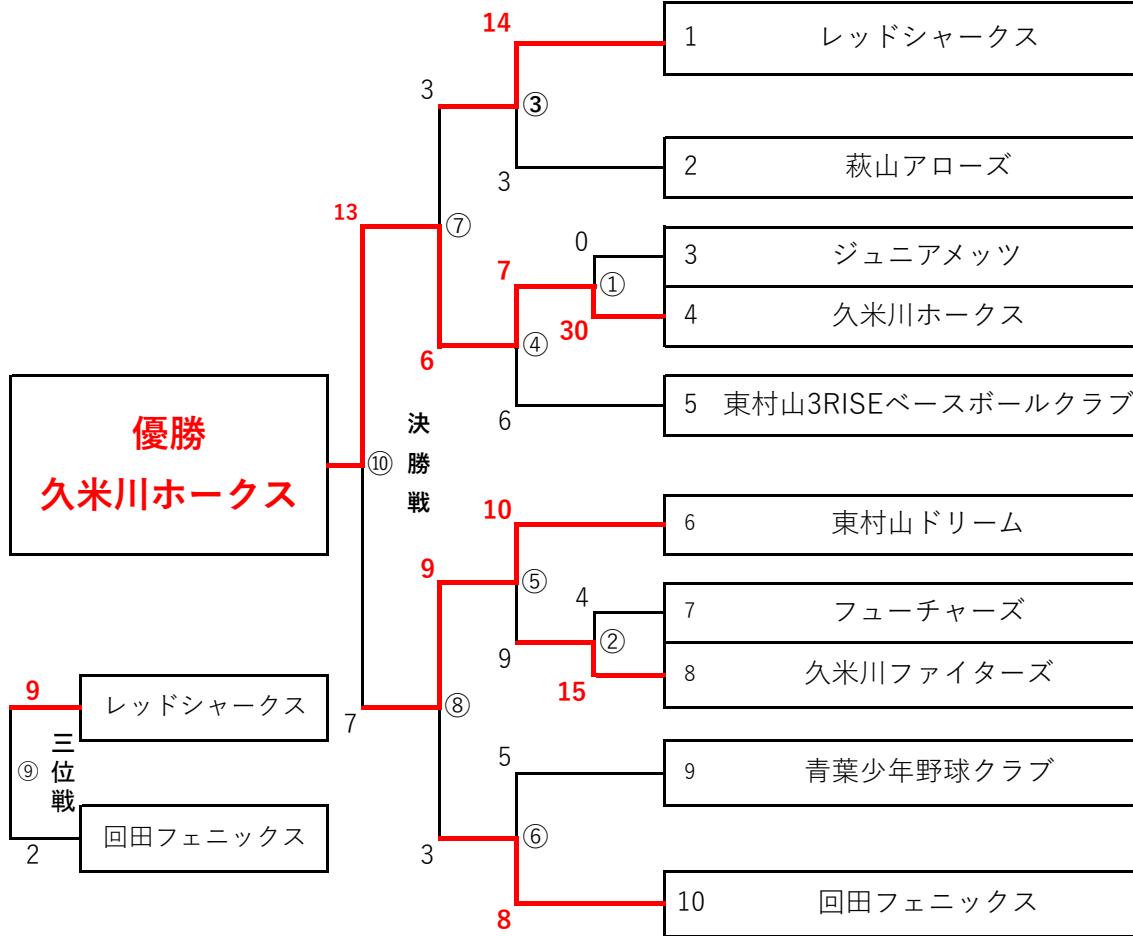 14
1 レッドシャークス
3
③
2 萩山アローズ
3
13
⑦
0
3 ジュニアメッツ
7
①
4 久米川ホークス
30
④
6
5 東村山3RISEベースボールクラブ
6
優勝
久米川ホークス
⑩
決勝戦
10
6 東村山ドリーム
9
⑤
4
7 フューチャーズ
②
9
8 久米川ファイターズ
15
⑧
7
5
9 青葉少年野球クラブ
⑥
3
10 回田フェニックス
8
9
レッドシャークス
⑨
三位戦
回田フェニックス
2